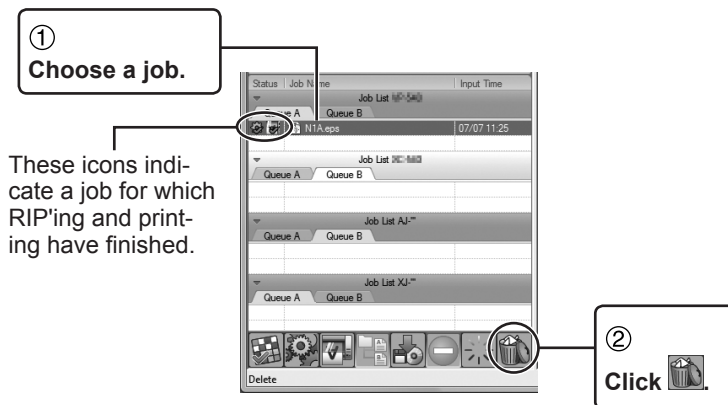 ①
Choose a job.
Status Job Name Input Time
Job List
Queue A Queue B
N1A.eps 07/07 11:25
These icons indi-
cate a job for which
RIP'ing and print-
ing have finished.
Job List
Queue A Queue B
Job List AJ-""
Queue A Queue B
Job List XJ-""
Queue A Queue B
Delete
②
Click .